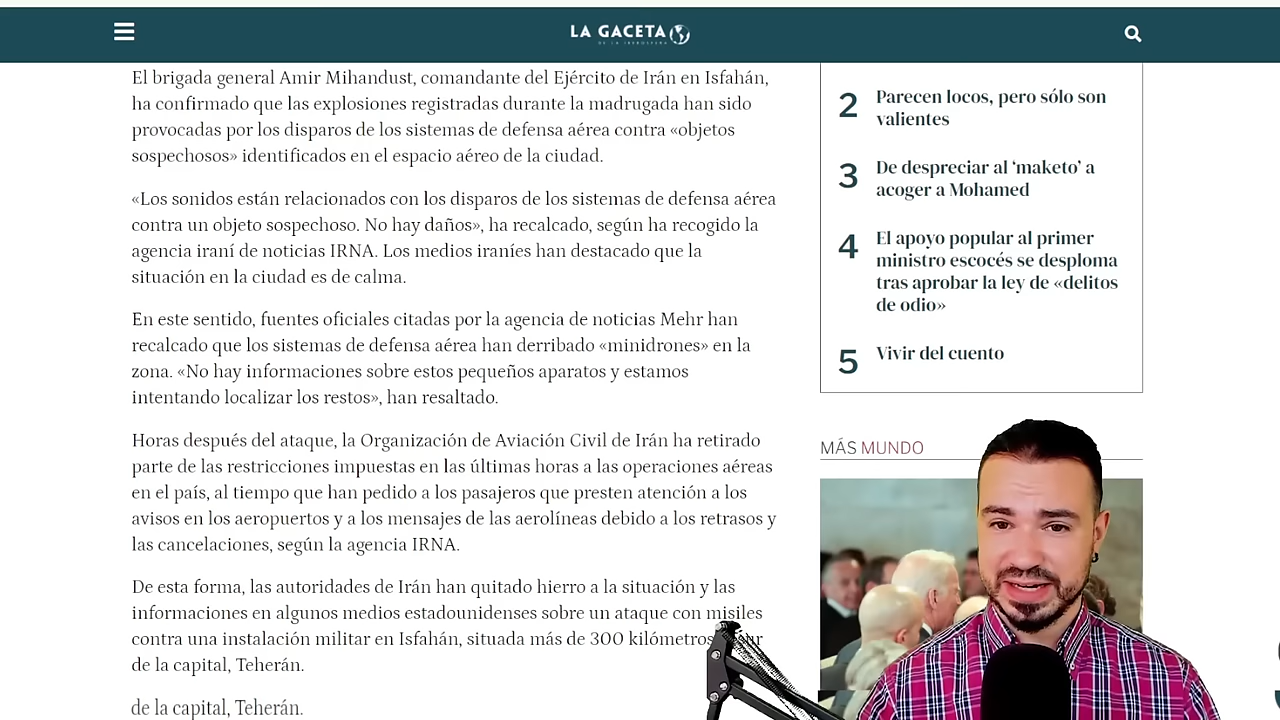 LA GACETA
El brigada general Amir Mihandust, comandante del Ejército de Irán en Isfahán,
ha confirmado que las explosiones registradas durante la madrugada han sido
provocadas por los disparos de los sistemas de defensa aérea contra «objetos
sospechosos» identificados en el espacio aéreo de la ciudad.
«Los sonidos están relacionados con los disparos de los sistemas de defensa aérea
contra un objeto sospechoso. No hay daños», ha recalcado, según ha recogido la
agencia iraní de noticias IRNA. Los medios iraníes han destacado que la
situación en la ciudad es de calma.
En este sentido, fuentes oficiales citadas por la agencia de noticias Mehr han
recalcado que los sistemas de defensa aérea han derribado «minidrones» en la
zona. «No hay informaciones sobre estos pequeños aparatos y estamos
intentando localizar los restos», han resaltado.
Horas después del ataque, la Organización de Aviación Civil de Irán ha retirado
parte de las restricciones impuestas en las últimas horas a las operaciones aéreas
en el país, al tiempo que han pedido a los pasajeros que presten atención a los
avisos en los aeropuertos y a los mensajes de las aerolíneas debido a los retrasos y
las cancelaciones, según la agencia IRNA.
De esta forma, las autoridades de Irán han quitado hierro a la situación y las
informaciones en algunos medios estadounidenses sobre un ataque con misiles
contra una instalación militar en Isfahán, situada más de 300 kilómetros
de la capital, Teherán.
de la capital, Teherán.
2 Parecen locos, pero sólo son
valientes
3 De despreciar al ‘maketo’ a
acoger a Mohamed
4 El apoyo popular al primer
ministro escocés se desploma
tras aprobar la ley de «delitos
de odio»
5 Vivir del cuento
MÁS MUNDO